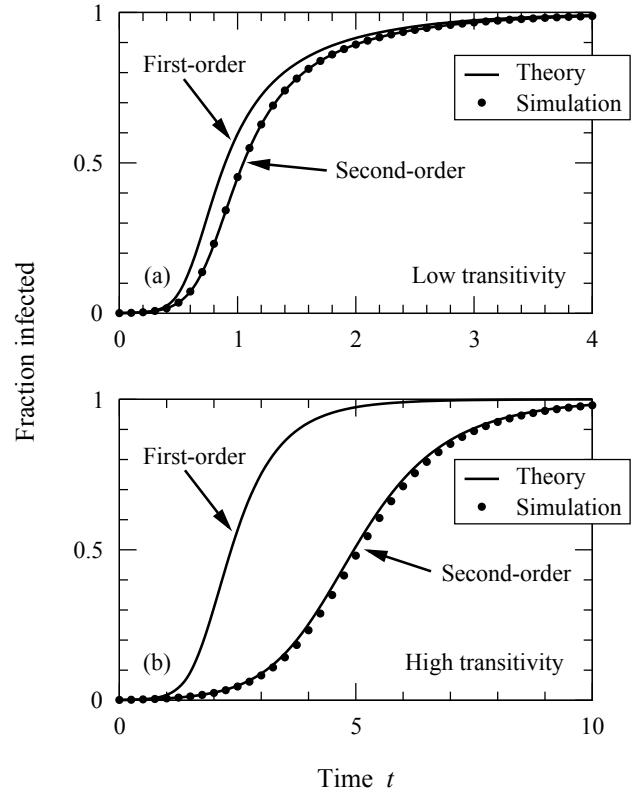 1
First-order
Theory
Simulation
0.5
Second-order
(a)
Low transitivity
0
0
1
2
3
4
Fraction infected
1
First-order
Theory
Simulation
0.5
Second-order
(b)
High transitivity
0
0
5
10
Time t